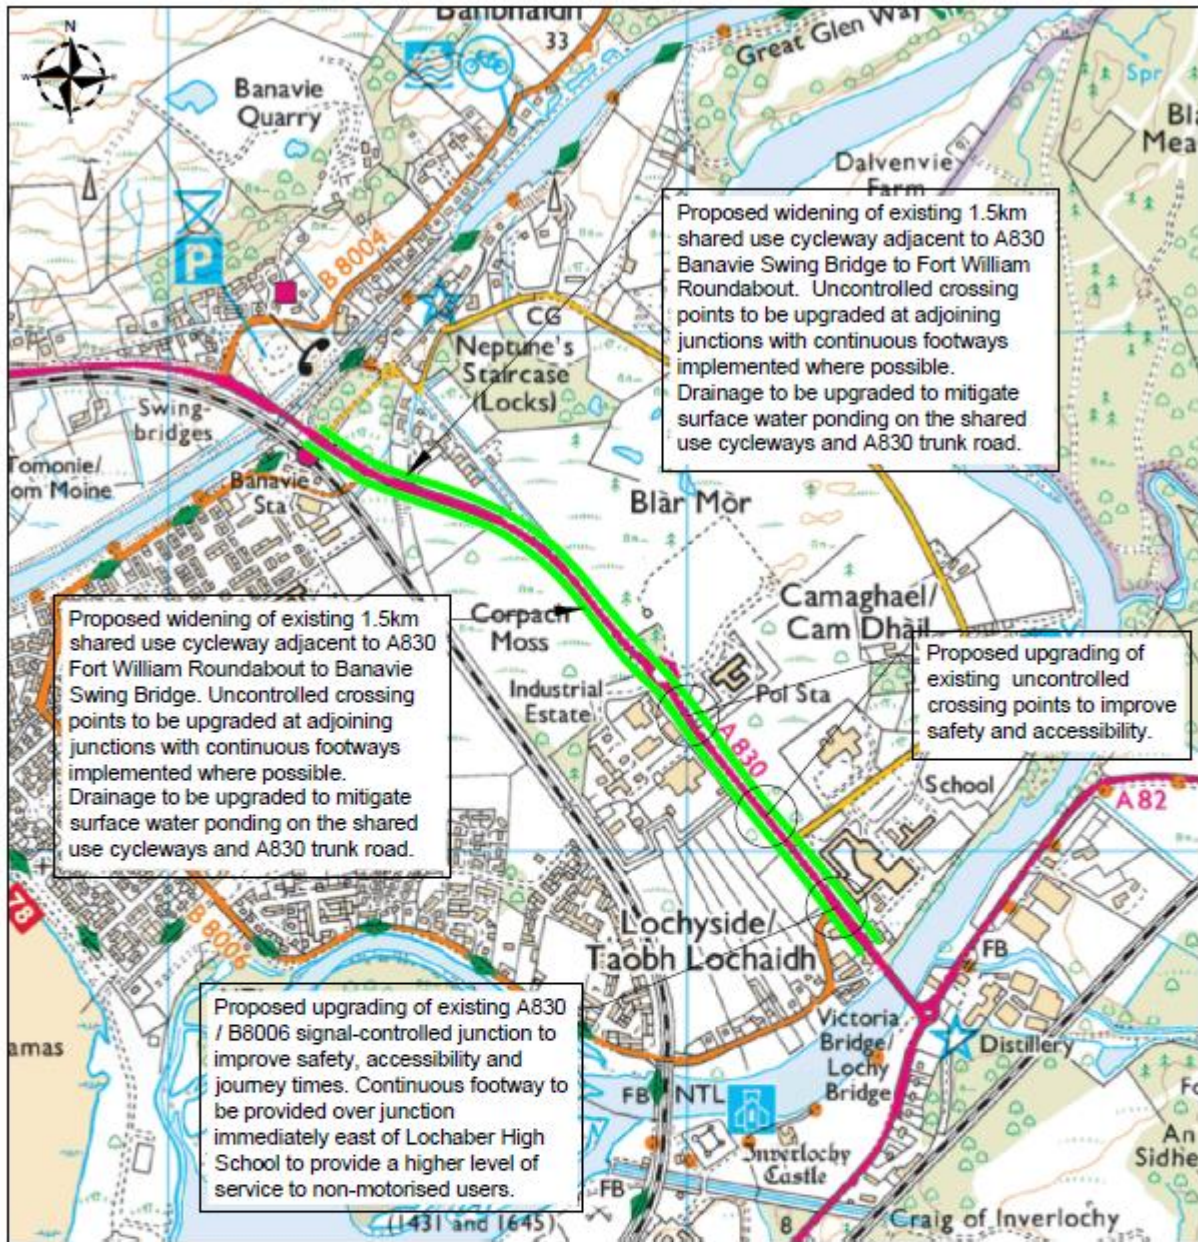 Banbhaidh
33
Great Glen Way
Spr
N
W
E
S
Banavie
Quarry
Dalvenvie
Farm
P
B 8004
Proposed widening of existing 1.5km
shared use cycleway adjacent to A830
Banavie Swing Bridge to Fort William
Roundabout. Uncontrolled crossing
points to be upgraded at adjoining
junctions with continuous footways
implemented where possible.
Drainage to be upgraded to mitigate
surface water ponding on the shared
use cycleways and A830 trunk road.
CG
Neptune's
Staircase
(Locks)
Swing-
bridges
Tomonie/
om Moine
Banavie
Sta
Blàr Mòr
Proposed widening of existing 1.5km
shared use cycleway adjacent to A830
Fort William Roundabout to Banavie
Swing Bridge. Uncontrolled crossing
points to be upgraded at adjoining
junctions with continuous footways
implemented where possible.
Drainage to be upgraded to mitigate
surface water ponding on the shared
use cycleways and A830 trunk road.
Corpach
Moss
Camaghael/
Cam Dhàil
Proposed upgrading of
existing uncontrolled
crossing points to improve
safety and accessibility.
Industrial
Estate
Pol Sta
A 830
School
A 82
78
B 8006
Lochyside/
Taobh Lochaidh
FB
Proposed upgrading of existing A830
/ B8006 signal-controlled junction to
improve safety, accessibility and
journey times. Continuous footway to
be provided over junction
immediately east of Lochaber High
School to provide a higher level of
service to non-motorised users.
amas
Victoria
Bridge/
Lochy
Bridge
Distillery
FB
NTL
Inverlochy
Castle
FB
An
Sidhe
(1431 and 1645)
8
Craig of Inverlochy